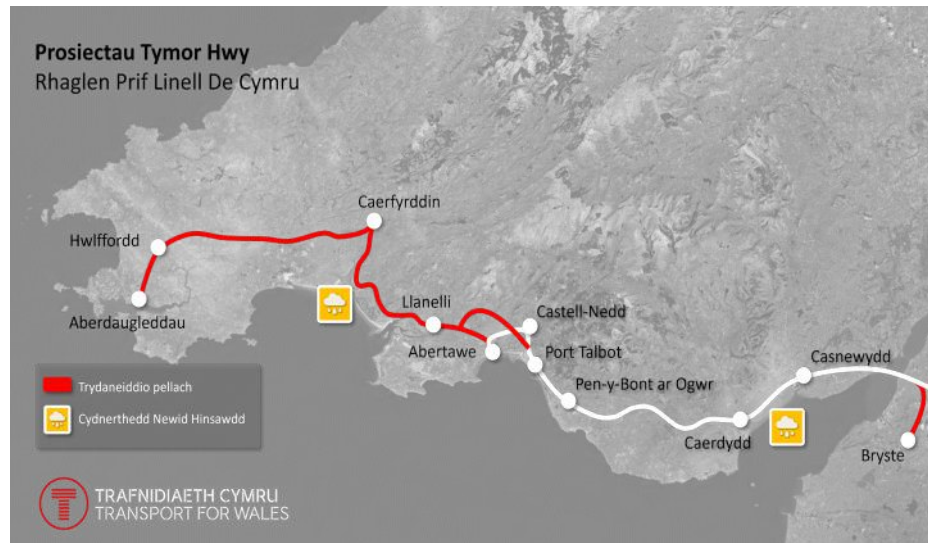 Prosiectau Tymor Hwy
Rhaglen Prif Linell De Cymru
Caerfyrddin
Hwlffordd
Aberdaugleddau
Llanelli
Castell-Nedd
Abertawe
Port Talbot
Casnewydd
Pen-y-Bont ar Ogwr
Caerdydd
Bryste
Trydaneiddio pellach
Cydnerthedd Newid Hinsawdd
TRAFNIDIAETH CYMRU
TRANSPORT FOR WALES